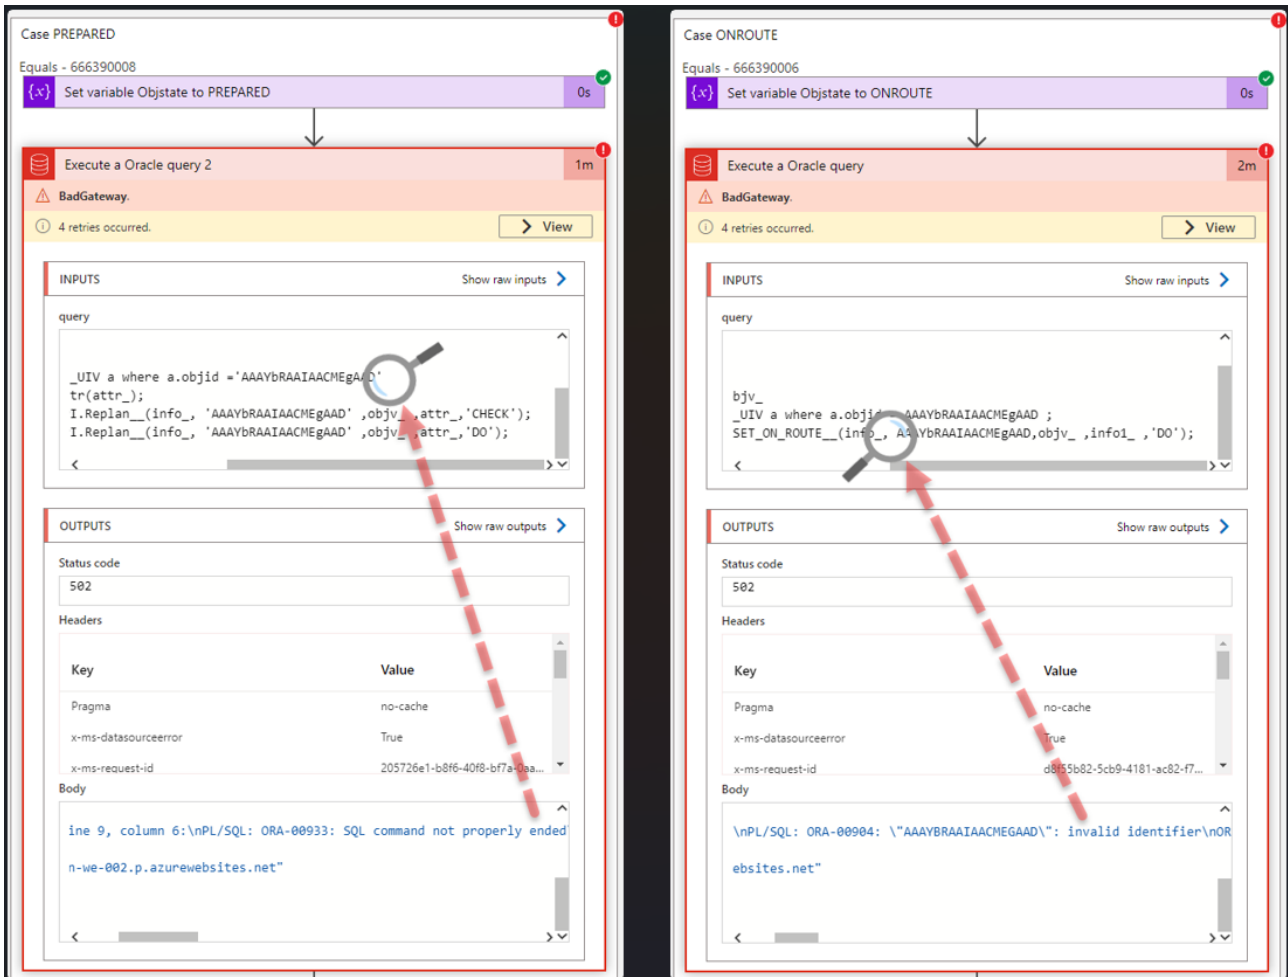 Case PREPARED
Equals - 666390008
{x} Set variable Objstate to PREPARED 0s
Execute a Oracle query 2 1m
BadGateway.
4 retries occurred. View
INPUTS Show raw inputs
query
_UIV a where a.objid ='AAAYbRAAIAACMEgAAD'
tr(attr_);
I.Replan__(info_, 'AAAYbRAAIAACMEgAAD' ,objv_ ,attr_,'CHECK');
I.Replan__(info_, 'AAAYbRAAIAACMEgAAD' ,objv_ ,attr_,'DO');
OUTPUTS Show raw outputs
Status code
502
Headers
Key Value
Pragma no-cache
x-ms-datasourceerror True
x-ms-request-id 205726e1-b8f6-40f8-bf7a-0aa...
Body
ine 9, column 6:\nPL/SQL: ORA-00933: SQL command not properly ended
n-we-002.p.azurewebsites.net"
Case ONROUTE
Equals - 666390006
{x} Set variable Objstate to ONROUTE 0s
Execute a Oracle query 2m
BadGateway.
4 retries occurred. View
INPUTS Show raw inputs
query
bjv_
_UIV a where a.objid = AAAYbRAAIAACMEgAAD ;
SET_ON_ROUTE__(info_, AAAYbRAAIAACMEgAAD,objv_ ,info1_ ,'DO');
OUTPUTS Show raw outputs
Status code
502
Headers
Key Value
Pragma no-cache
x-ms-datasourceerror True
x-ms-request-id d8f55b82-5cb9-4181-ac82-f7...
Body
\nPL/SQL: ORA-00904: \"AAAYBRAAIAACMEGAAD\": invalid identifier\nOR
ebsites.net"